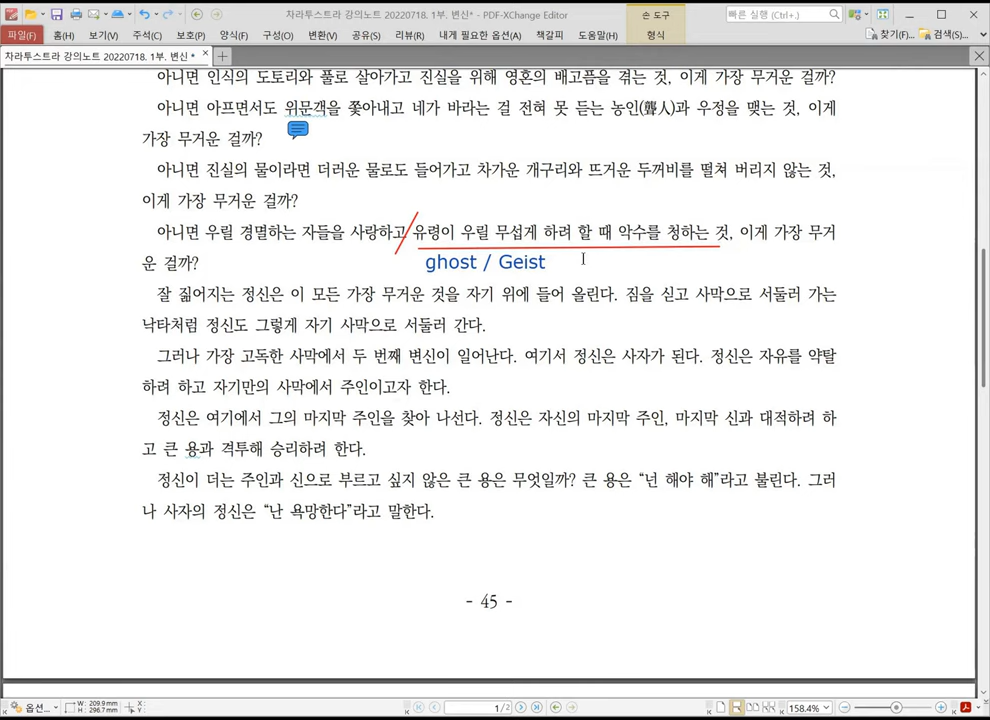 차라투스트라 강의노트 20220718. 1부. 변신* - PDF-XChange Editor
손 도구
빠른 실행 (Ctrl+.)
파일(F) 홈(H) 보기(V) 주석(C) 보호(P) 양식(F) 구성(O) 변환(V) 공유(S) 리뷰(R) 내게 필요한 옵션(A) 책갈피 도움말(H) 형식 찾기(F)... 검색(S)...
차라투스트라 강의노트 20220718. 1부. 변신 *
아니면 인식의 도토리와 풀로 살아가고 진실을 위해 영혼의 배고픔을 겪는 것, 이게 가장 무거운 걸까?
아니면 아프면서도 위문객을 쫓아내고 네가 바라는 걸 전혀 못 듣는 농인(聾人)과 우정을 맺는 것, 이게
가장 무거운 걸까?
아니면 진실의 물이라면 더러운 물로도 들어가고 차가운 개구리와 뜨거운 두꺼비를 떨쳐 버리지 않는 것,
이게 가장 무거운 걸까?
아니면 우릴 경멸하는 자들을 사랑하고 유령이 우릴 무섭게 하려 할 때 악수를 청하는 것, 이게 가장 무거
운 걸까?
ghost / Geist
잘 짊어지는 정신은 이 모든 가장 무거운 것을 자기 위에 들어 올린다. 짐을 싣고 사막으로 서둘러 가는
낙타처럼 정신도 그렇게 자기 사막으로 서둘러 간다.
그러나 가장 고독한 사막에서 두 번째 변신이 일어난다. 여기서 정신은 사자가 된다. 정신은 자유를 약탈
하려 하고 자기만의 사막에서 주인이고자 한다.
정신은 여기에서 그의 마지막 주인을 찾아 나선다. 정신은 자신의 마지막 주인, 마지막 신과 대적하려 하
고 큰 용과 격투해 승리하려 한다.
정신이 더는 주인과 신으로 부르고 싶지 않은 큰 용은 무엇일까? 큰 용은 “넌 해야 해”라고 불린다. 그러
나 사자의 정신은 “난 욕망한다”라고 말한다.
- 45 -
옵션... W: 209.9mm H: 296.7mm X: Y: 1/2 158.4%